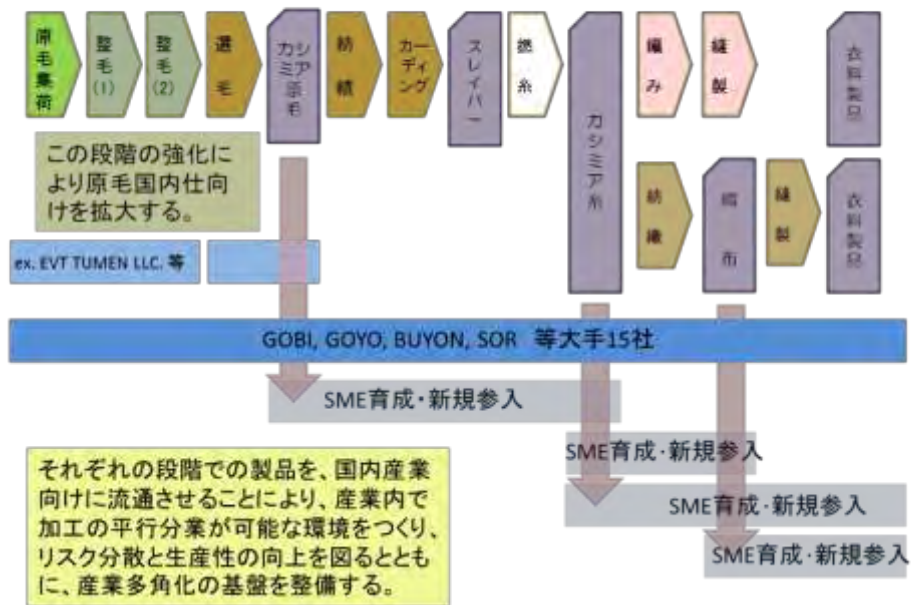 原毛集荷
整毛(1)
整毛(2)
選毛
カシミア原毛
紡績
カーディング
スレイバー
撚糸
カシミア糸
編み
縫製
衣料製品
紡織
布
縫製
衣料製品
この段階の強化に
より原毛国内仕向
けを拡大する。
ex. EVT TUMEN LLC. 等
GOBI, GOYO, BUYON, SOR 等大手15社
SME育成・新規参入
SME育成・新規参入
SME育成・新規参入
SME育成・新規参入
それぞれの段階での製品を、国内産業
向けに流通させることにより、産業内で
加工の平行分業が可能な環境をつくり、
リスク分散と生産性の向上を図るととも
に、産業多角化の基盤を整備する。